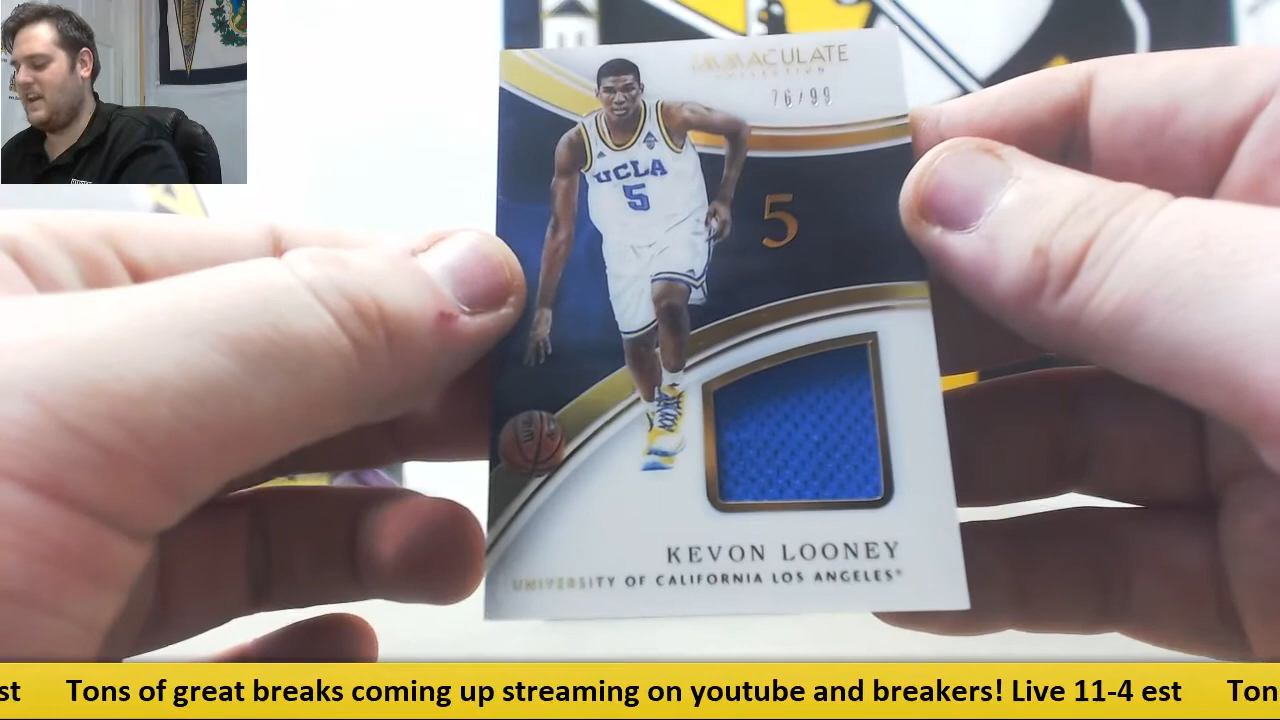 IMMACULATE
COLLECTION
76/99
UCLA
5
5
KEVON LOONEY
UNIVERSITY OF CALIFORNIA LOS ANGELES®
st Tons of great breaks coming up streaming on youtube and breakers! Live 11-4 est Ton